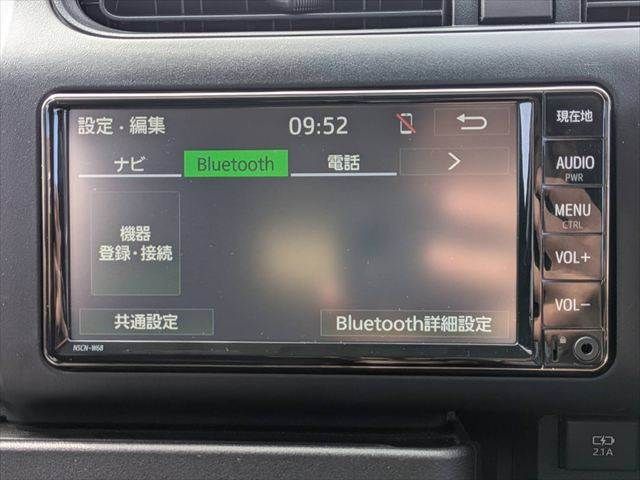 設定・編集 09:52
ナビ Bluetooth 電話
機器
登録・接続
共通設定 Bluetooth詳細設定
NSCN-W68
現在地
AUDIO
PWR
MENU
CTRL
VOL+
VOL-
2.1A